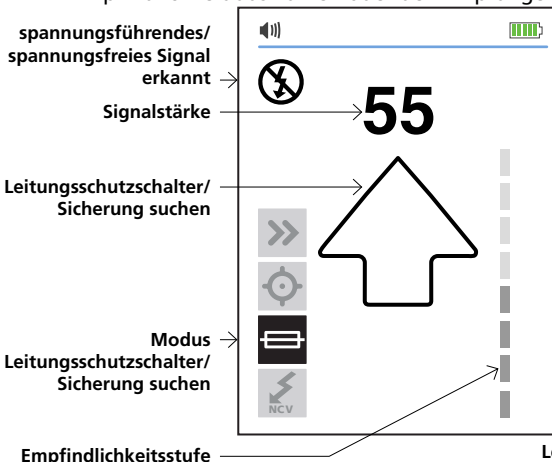 spannungsführendes/
spannungsfreies Signal
erkannt
Signalstärke
55
Leitungsschutzschalter/
Sicherung suchen
Modus
Leitungsschutzschalter/
Sicherung suchen
NCV
Empfindlichkeitsstufe